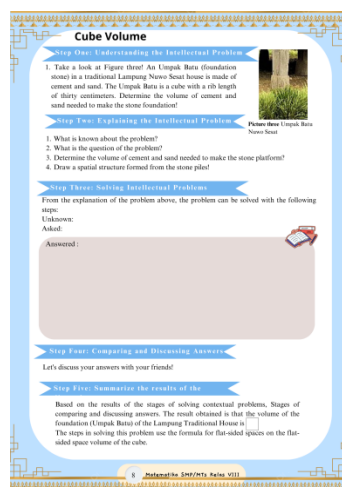 Cube Volume
Step One: Understanding the Intellectual Problem
1. Take a look at Figure three! An Umpak Batu (foundation
stone) in a traditional Lampung Nuwo Sesat house is made of
cement and sand. The Umpak Batu is a cube with a rib length
of thirty centimeters. Determine the volume of cement and
sand needed to make the stone foundation!
Picture three Umpak Batu
Nuwo Sesat
Step Two: Explaining the Intellectual Problem
1. What is known about the problem?
2. What is the question of the problem?
3. Determine the volume of cement and sand needed to make the stone platform?
4. Draw a spatial structure formed from the stone piles!
Step Three: Solving Intellectual Problems
From the explanation of the problem above, the problem can be solved with the following
steps:
Unknown:
Asked:
Answered :
Step Four: Comparing and Discussing Answers
Let's discuss your answers with your friends!
Step Five: Summarize the results of the
Based on the results of the stages of solving contextual problems, Stages of
comparing and discussing answers. The result obtained is that the volume of the
foundation (Umpak Batu) of the Lampung Traditional House is
The steps in solving this problem use the formula for flat-sided spaces on the flat-
sided space volume of the cube.
8 Matematika SMP/MTs Kelas VIII